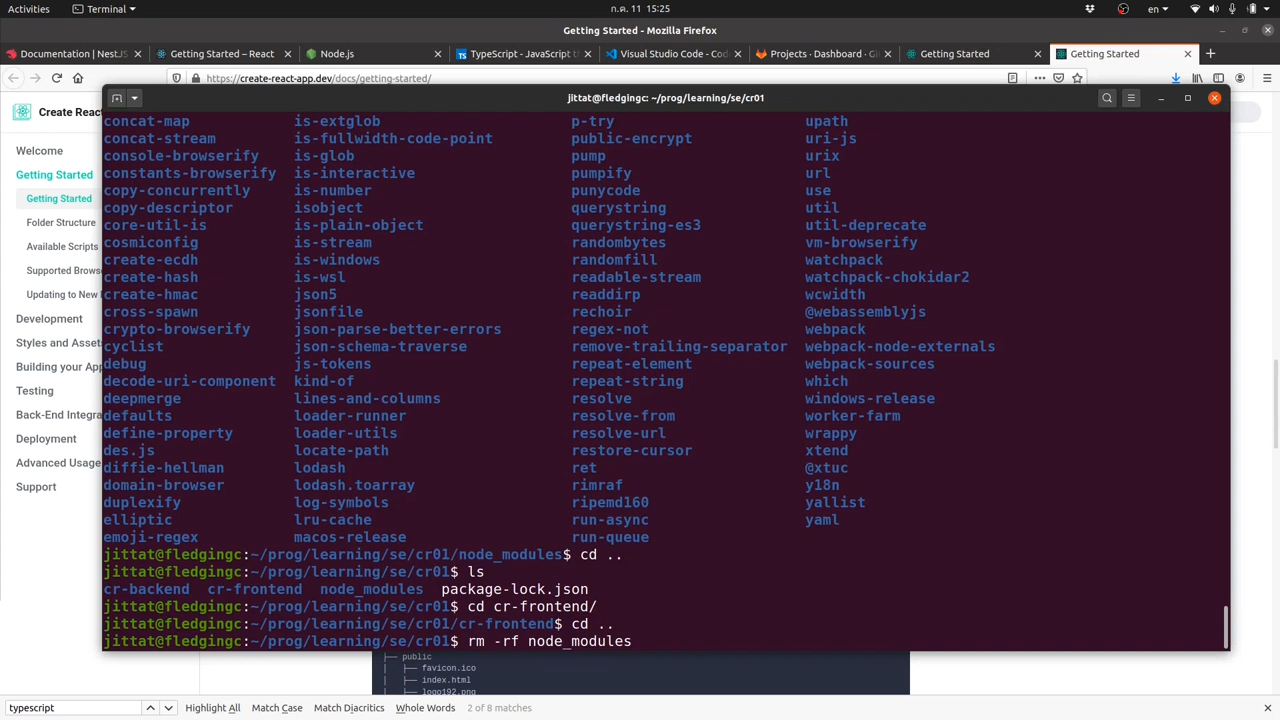 Activities
Terminal
ก.ค. 11 15:25
en
Getting Started - Mozilla Firefox
Documentation | NestJS
Getting Started – React
Node.js
TypeScript - JavaScript th
Visual Studio Code - Cod
Projects · Dashboard · Gi
Getting Started
Getting Started
https://create-react-app.dev/docs/getting-started/
jittat@fledgingc: ~/prog/learning/se/cr01
Create Reac
Welcome
Getting Started
Getting Started
Folder Structure
Available Scripts
Supported Brows
Updating to New
Development
Styles and Assets
Building your App
Testing
Back-End Integra
Deployment
Advanced Usage
Support
concat-map is-extglob p-try upath
concat-stream is-fullwidth-code-point public-encrypt uri-js
console-browserify is-glob pump urix
constants-browserify is-interactive pumpify url
copy-concurrently is-number punycode use
copy-descriptor isobject querystring util
core-util-is is-plain-object querystring-es3 util-deprecate
cosmiconfig is-stream randombytes vm-browserify
create-ecdh is-windows randomfill watchpack
create-hash is-wsl readable-stream watchpack-chokidar2
create-hmac json5 readdirp wcwidth
cross-spawn jsonfile rechoir @webassemblyjs
crypto-browserify json-parse-better-errors regex-not webpack
cyclist json-schema-traverse remove-trailing-separator webpack-node-externals
debug js-tokens repeat-element webpack-sources
decode-uri-component kind-of repeat-string which
deepmerge lines-and-columns resolve windows-release
defaults loader-runner resolve-from worker-farm
define-property loader-utils resolve-url wrappy
des.js locate-path restore-cursor xtend
diffie-hellman lodash ret @xtuc
domain-browser lodash.toarray rimraf y18n
duplexify log-symbols ripemd160 yallist
elliptic lru-cache run-async yaml
emoji-regex macos-release run-queue
jittat@fledgingc:~/prog/learning/se/cr01/node_modules$ cd ..
jittat@fledgingc:~/prog/learning/se/cr01$ ls
cr-backend cr-frontend node_modules package-lock.json
jittat@fledgingc:~/prog/learning/se/cr01$ cd cr-frontend/
jittat@fledgingc:~/prog/learning/se/cr01/cr-frontend$ cd ..
jittat@fledgingc:~/prog/learning/se/cr01$ rm -rf node_modules
├── public
│ ├── favicon.ico
│ ├── index.html
│ ├── logo192.png
typescript
Highlight All
Match Case
Match Diacritics
Whole Words
2 of 8 matches